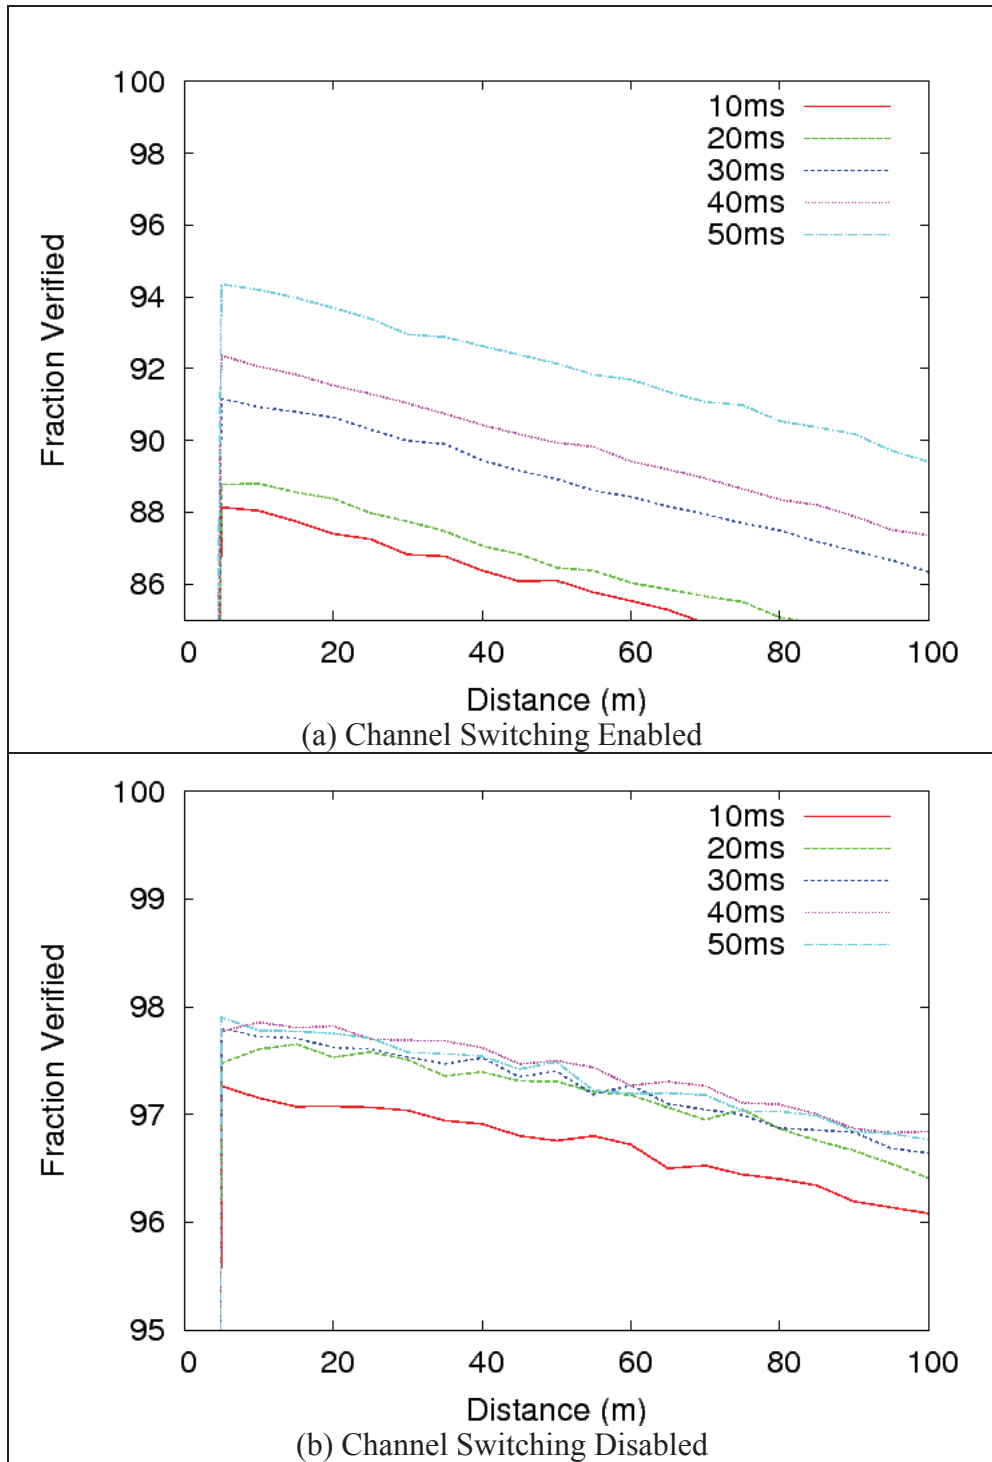 100
98
96
94
92
90
88
86
Fraction Verified
10ms
20ms
30ms
40ms
50ms
0 20 40 60 80 100
Distance (m)
(a) Channel Switching Enabled
100
99
98
97
96
95
Fraction Verified
10ms
20ms
30ms
40ms
50ms
0 20 40 60 80 100
Distance (m)
(b) Channel Switching Disabled